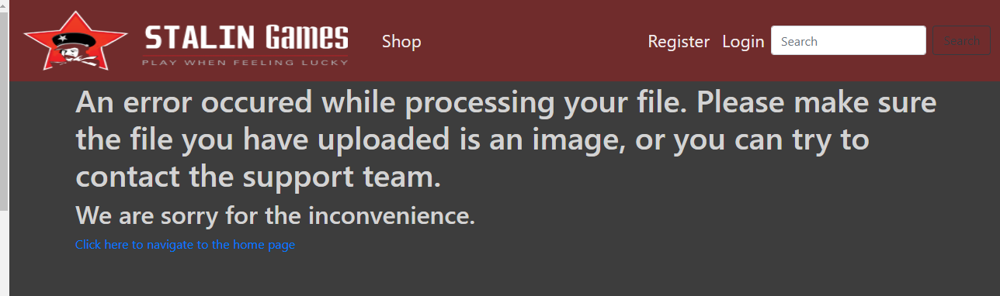 STALIN Games
PLAY WHEN FEELING LUCKY
Shop
Register
Login
Search
Search
An error occured while processing your file. Please make sure
the file you have uploaded is an image, or you can try to
contact the support team.
We are sorry for the inconvenience.
Click here to navigate to the home page